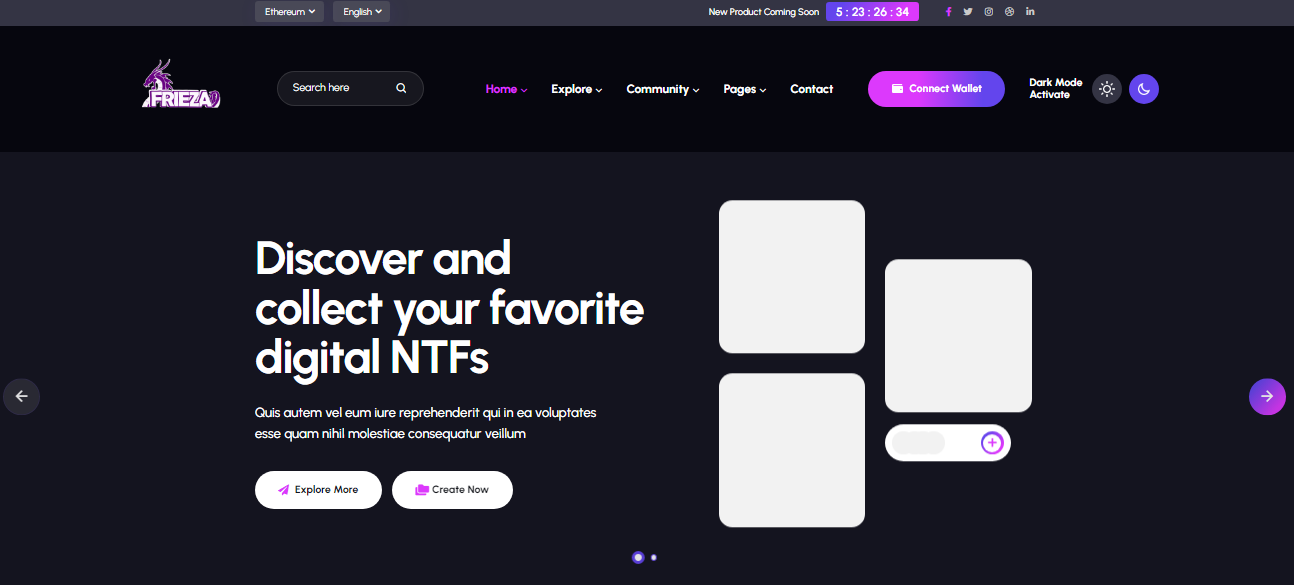 Ethereum
English
New Product Coming Soon
5 : 23 : 26 : 34
FRIEZA
Search here
Home
Explore
Community
Pages
Contact
Connect Wallet
Dark Mode
Activate
Discover and
collect your favorite
digital NTFs
Quis autem vel eum iure reprehenderit qui in ea voluptates
esse quam nihil molestiae consequatur veillum
Explore More
Create Now